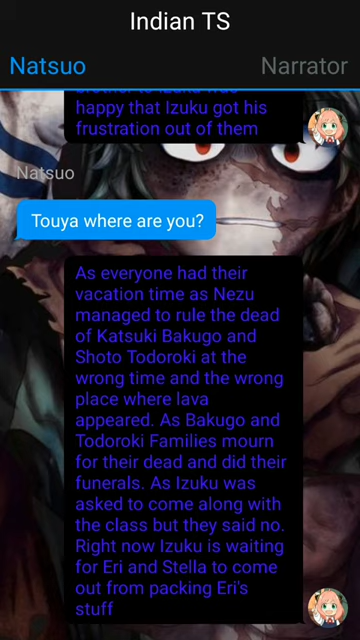 Indian TS
Natsuo
Narrator
brother to Izuku was
happy that Izuku got his
frustration out of them
Natsuo
Touya where are you?
As everyone had their
vacation time as Nezu
managed to rule the dead
of Katsuki Bakugo and
Shoto Todoroki at the
wrong time and the wrong
place where lava
appeared. As Bakugo and
Todoroki Families mourn
for their dead and did their
funerals. As Izuku was
asked to come along with
the class but they said no.
Right now Izuku is waiting
for Eri and Stella to come
out from packing Eri's
stuff